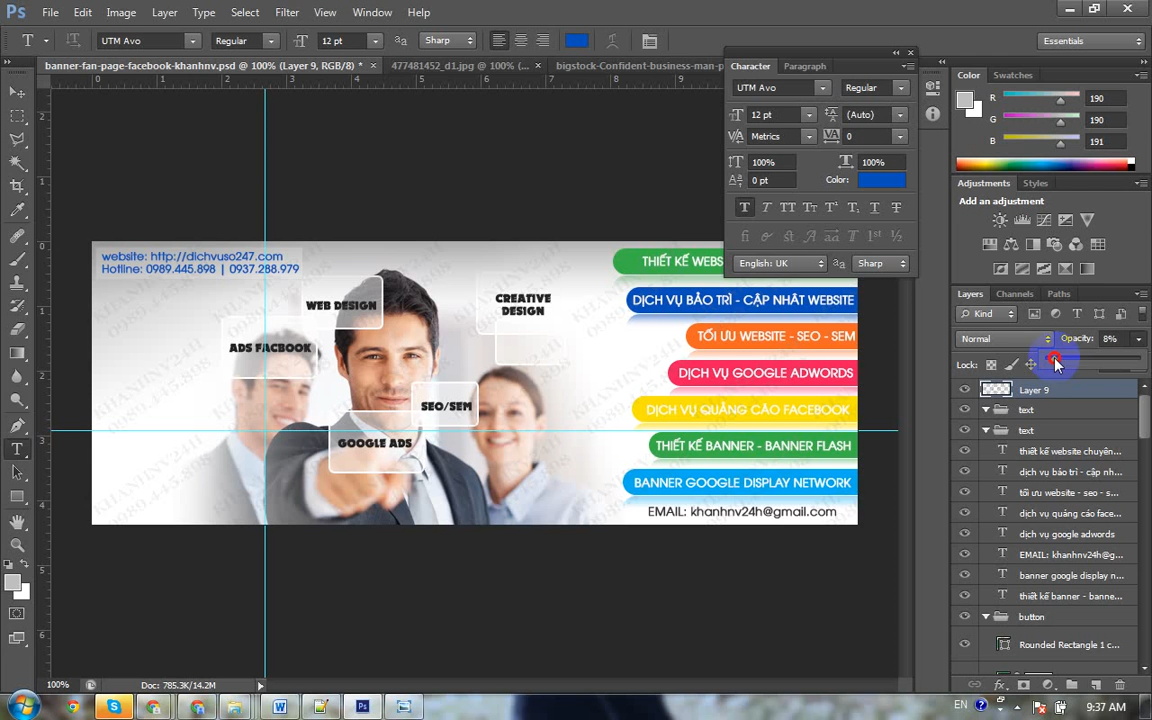 Ps File Edit Image Layer Type Select Filter View Window Help
UTM Avo Regular 12 pt Sharp Essentials
banner-fan-page-facebook-khanhnv.psd @ 100% (Layer 9, RGB/8) * × 477481452_d1.jpg @ 100% (... × bigstock-Confident-business-man-p
Character Paragraph
UTM Avo Regular
12 pt (Auto)
Metrics 0
100% 100%
0 pt Color:
English: UK Sharp
Color Swatches
R 190
G 190
B 191
Adjustments Styles
Add an adjustment
Layers Channels Paths
Kind
Normal Opacity: 8%
Lock:
Layer 9
text
text
thiết kế website chuyên...
dịch vụ bảo trì - cập nh...
tối ưu website - seo - s...
dịch vụ quảng cáo face...
dịch vụ google adwords
EMAIL: khanhnv24h@g...
banner google display n...
thiết kế banner - banne...
button
Rounded Rectangle 1 c...
website: http://dichvuso247.com
Hotline: 0989.445.898 | 0937.288.979
WEB DESIGN
CREATIVE
DESIGN
ADS FACBOOK
SEO/SEM
GOOGLE ADS
THIẾT KẾ WEBS
DỊCH VỤ BẢO TRÌ - CẬP NHÂT WEBSITE
TỐI ƯU WEBSITE - SEO - SEM
DỊCH VỤ GOOGLE ADWORDS
DỊCH VỤ QUẢNG CÁO FACEBOOK
THIẾT KẾ BANNER - BANNER FLASH
BANNER GOOGLE DISPLAY NETWORK
EMAIL: khanhnv24h@gmail.com
100% Doc: 785.3K/14.2M
EN 9:37 AM